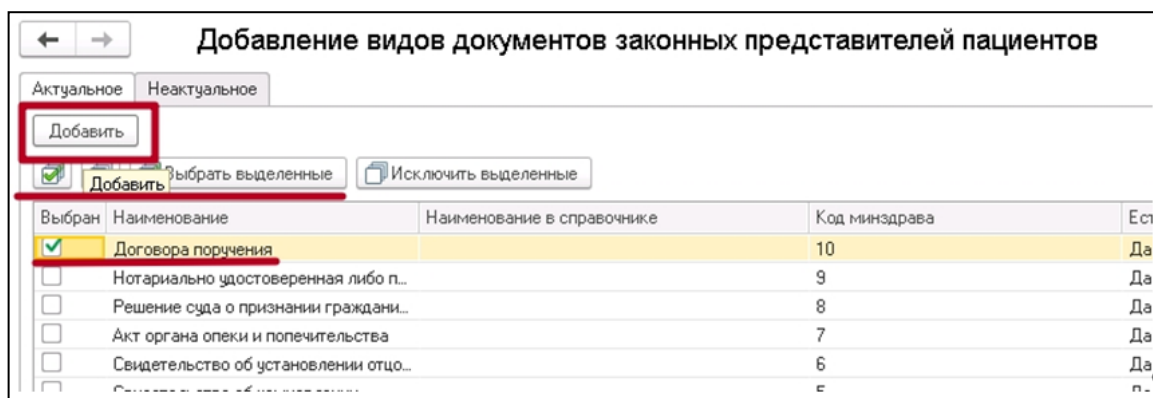 Добавление видов документов законных представителей пациентов
Актуальное Неактуальное
Добавить
Выбрать выделенные Исключить выделенные
Добавить
Выбран Наименование Наименование в справочнике Код минздрава
Договора поручения 10 Да
Нотариально удостоверенная либо п... 9 Да
Решение суда о признании граждани... 8 Да
Акт органа опеки и попечительства 7 Да
Свидетельство об установлении отцо... 6 Да